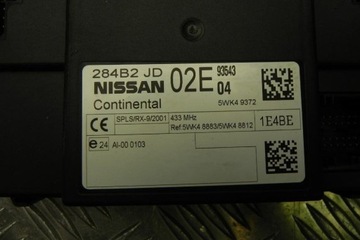 284B2 JD
NISSAN 02E 93543
04
Continental 5WK4 9372
CE SPLS/RX-9/2001 433 MHz
Ref.5WK4 8883/5WK4 8812 1E4BE
e24 AI-00 0103